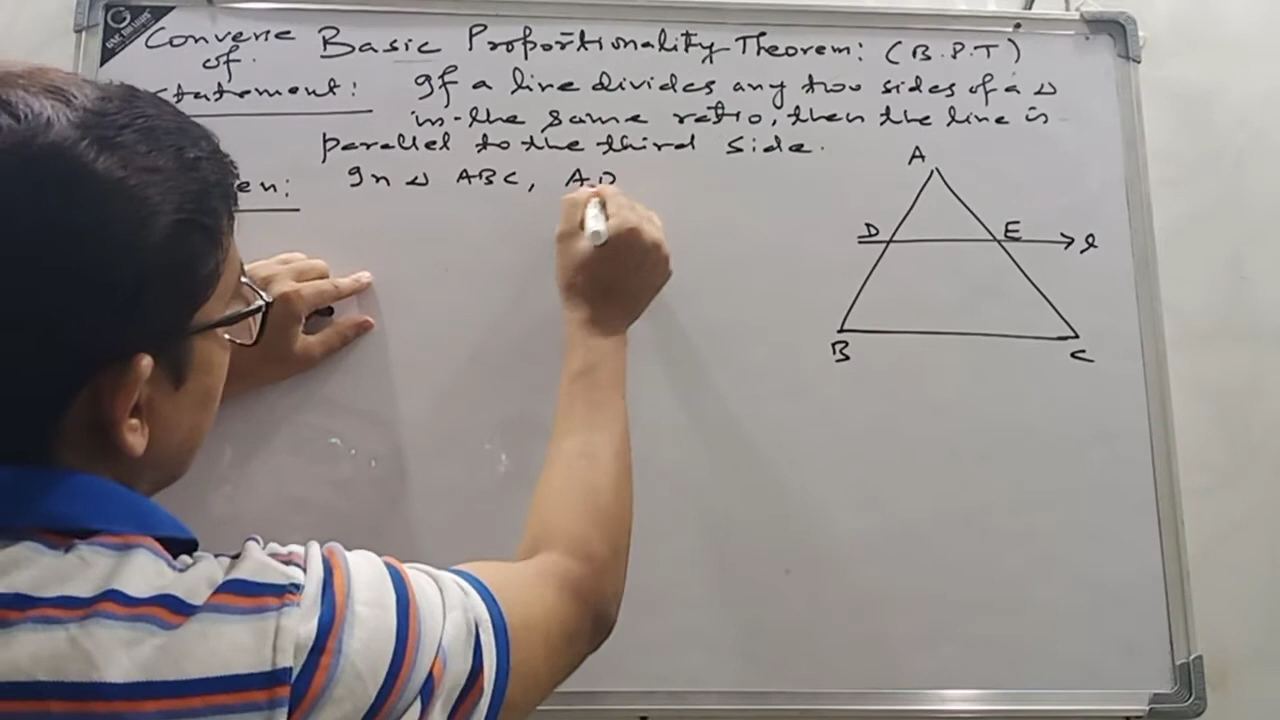 Converse Basic Proportionality Theorem: (B.P.T)
of.
Statement: If a line divides any two sides of a Δ
in the same ratio, then the line is
parallel to the third side.
en: In Δ ABC, AD
A
D E l
B C